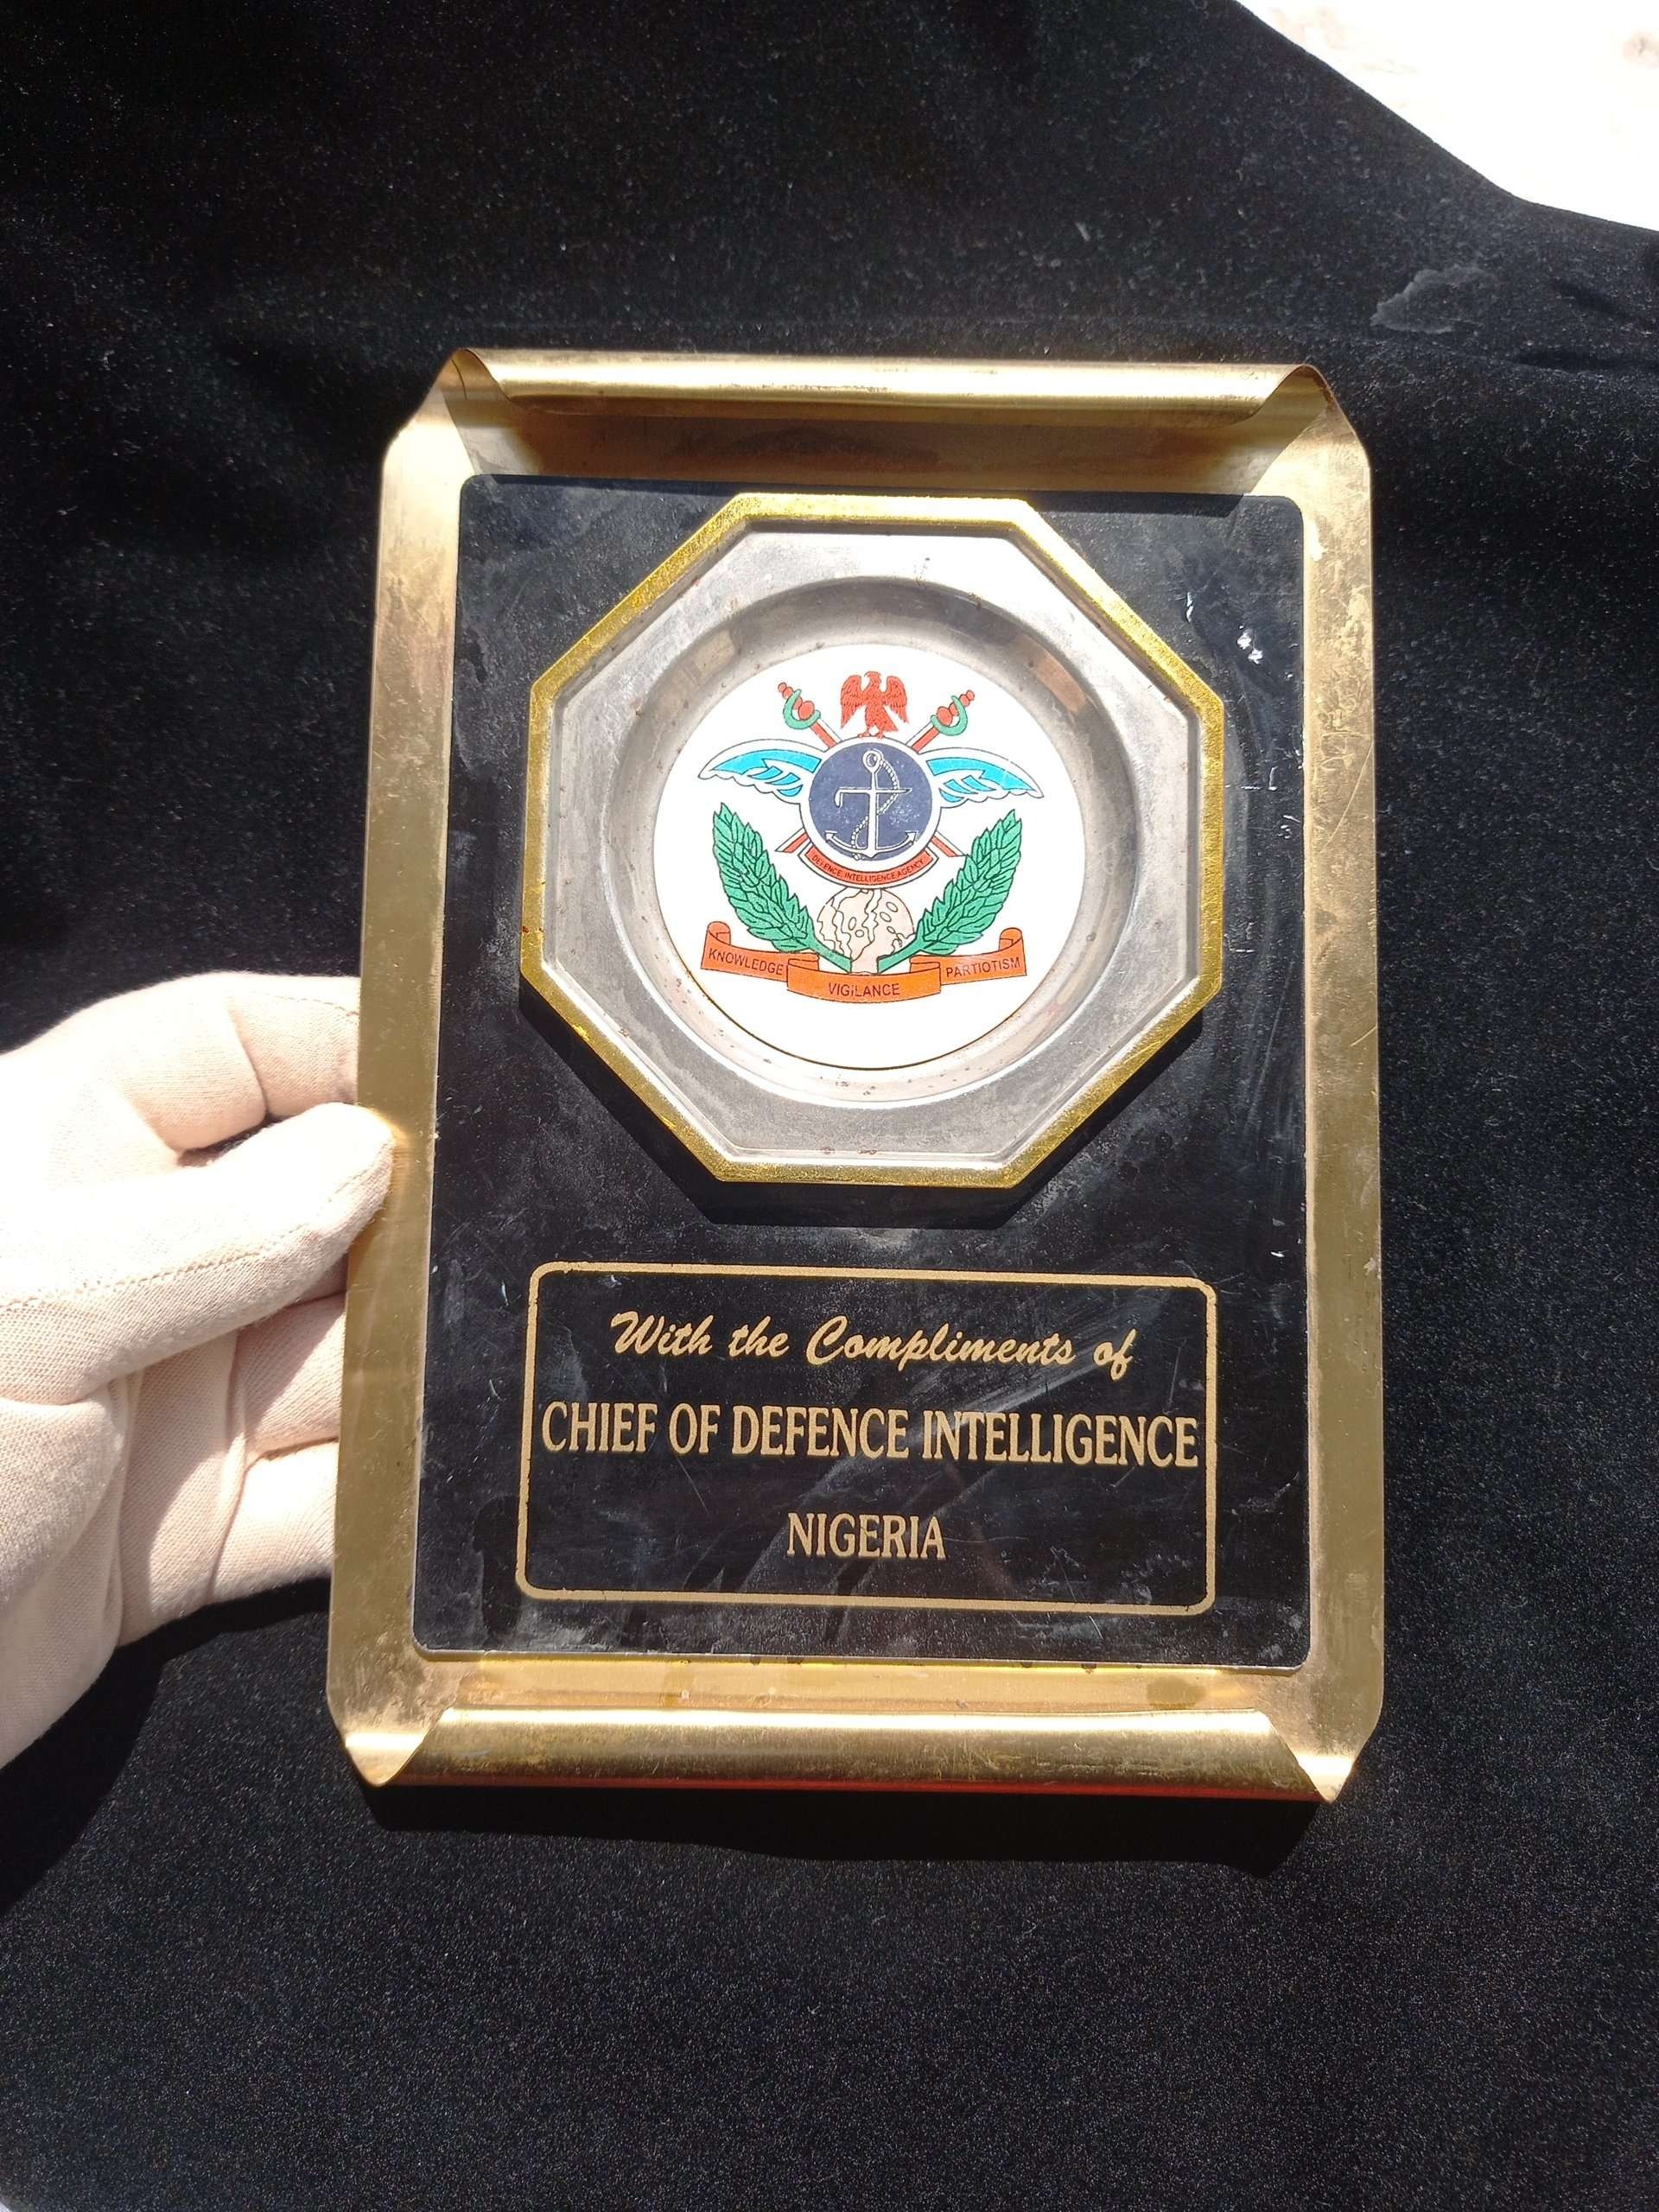 DEFENCE INTELLIGENCE AGENCY
KNOWLEDGE
VIGILANCE
PARTIOTISM
With the Compliments of
CHIEF OF DEFENCE INTELLIGENCE
NIGERIA